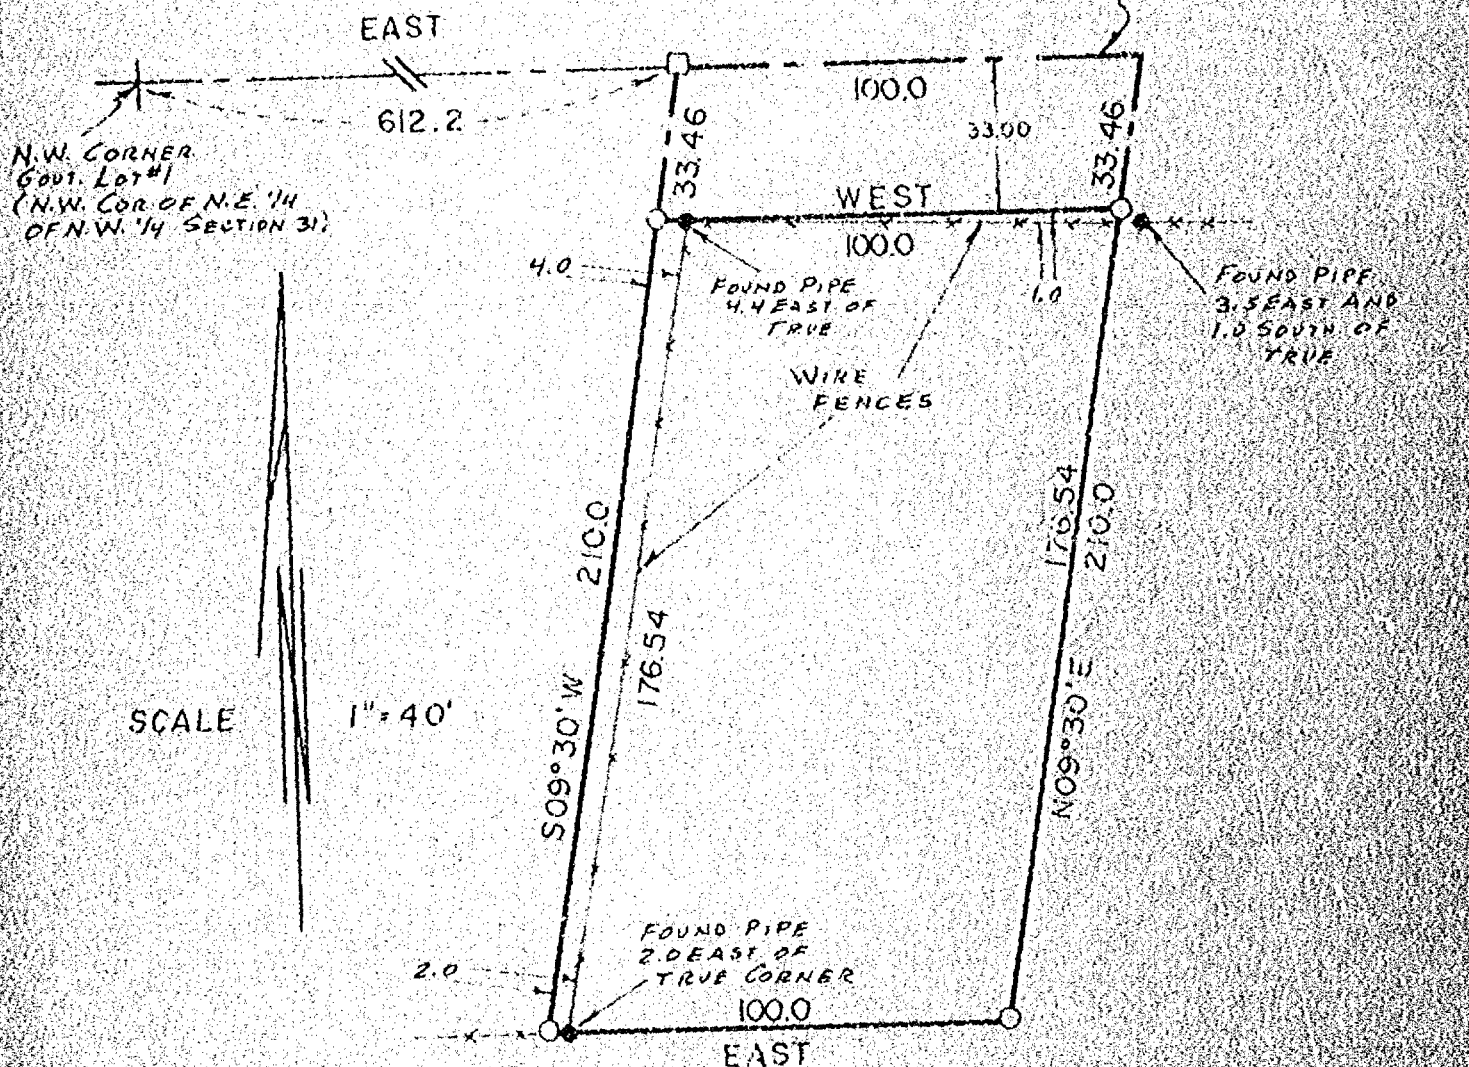 EAST
612.2
100.0
33.46
33.00
33.46
N.W. CORNER
GOVT. LOT #1
(N.W. COR OF N.E. 1/4
OF N.W. 1/4 SECTION 31)
WEST
100.0
4.0
FOUND PIPE
4.4 EAST OF
TRUE
1.0
FOUND PIPE
3.5 EAST AND
1.0 SOUTH OF
TRUE
WIRE
FENCES
210.0
176.54
176.54
210.0
S09°30'W
N09°30'E
SCALE 1"=40'
2.0
FOUND PIPE
2.0 EAST OF
TRUE CORNER
100.0
EAST